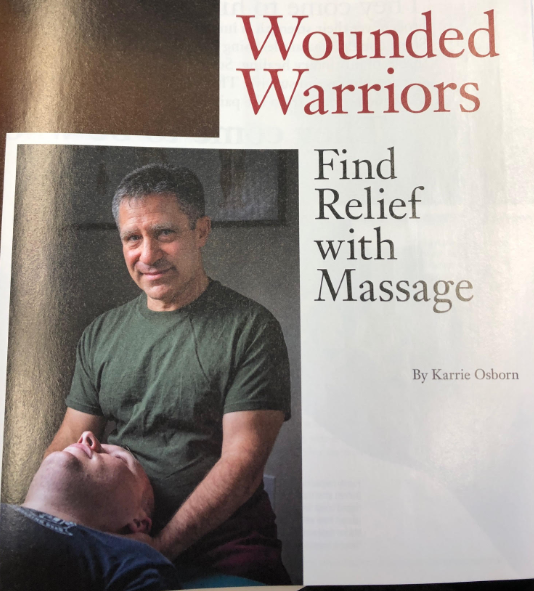 Wounded
Warriors
Find
Relief
with
Massage
By Karrie Osborn